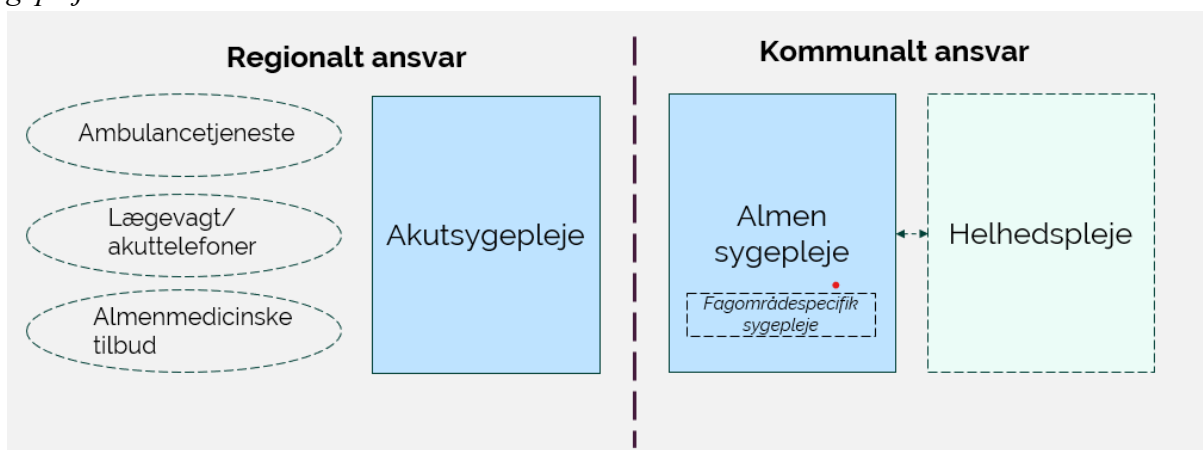 Regionalt ansvar
Kommunalt ansvar
Ambulancetjeneste
Lægevagt/
akuttelefoner
Almenmedicinske
tilbud
Akutsygepleje
Almen
sygepleje
Fagområdespecifik
sygepleje
Helhedspleje